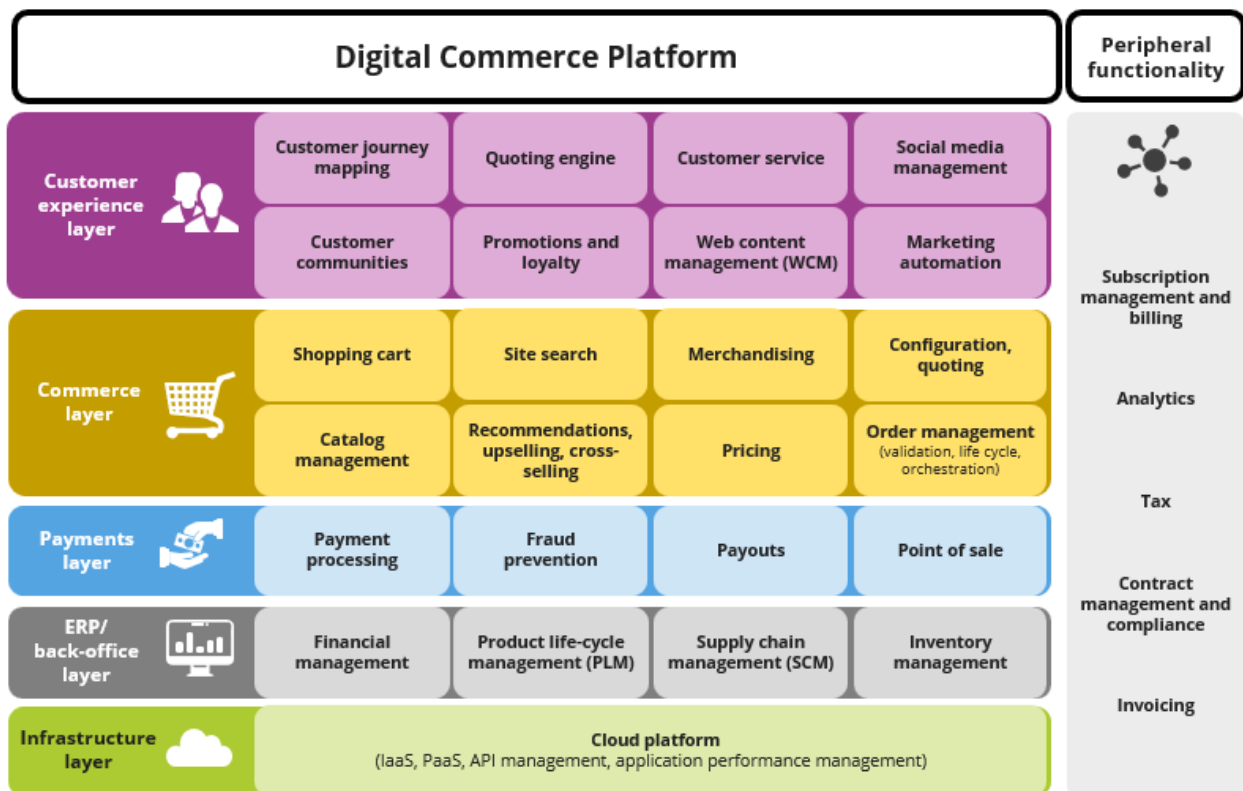 Digital Commerce Platform
Peripheral
functionality
Customer
experience
layer
Customer journey
mapping
Quoting engine
Customer service
Social media
management
Customer
communities
Promotions and
loyalty
Web content
management (WCM)
Marketing
automation
Commerce
layer
Shopping cart
Site search
Merchandising
Configuration,
quoting
Catalog
management
Recommendations,
upselling, cross-
selling
Pricing
Order management
(validation, life cycle,
orchestration)
Payments
layer
Payment
processing
Fraud
prevention
Payouts
Point of sale
ERP/
back-office
layer
Financial
management
Product life-cycle
management (PLM)
Supply chain
management (SCM)
Inventory
management
Infrastructure
layer
Cloud platform
(IaaS, PaaS, API management, application performance management)
Subscription
management and
billing
Analytics
Tax
Contract
management and
compliance
Invoicing